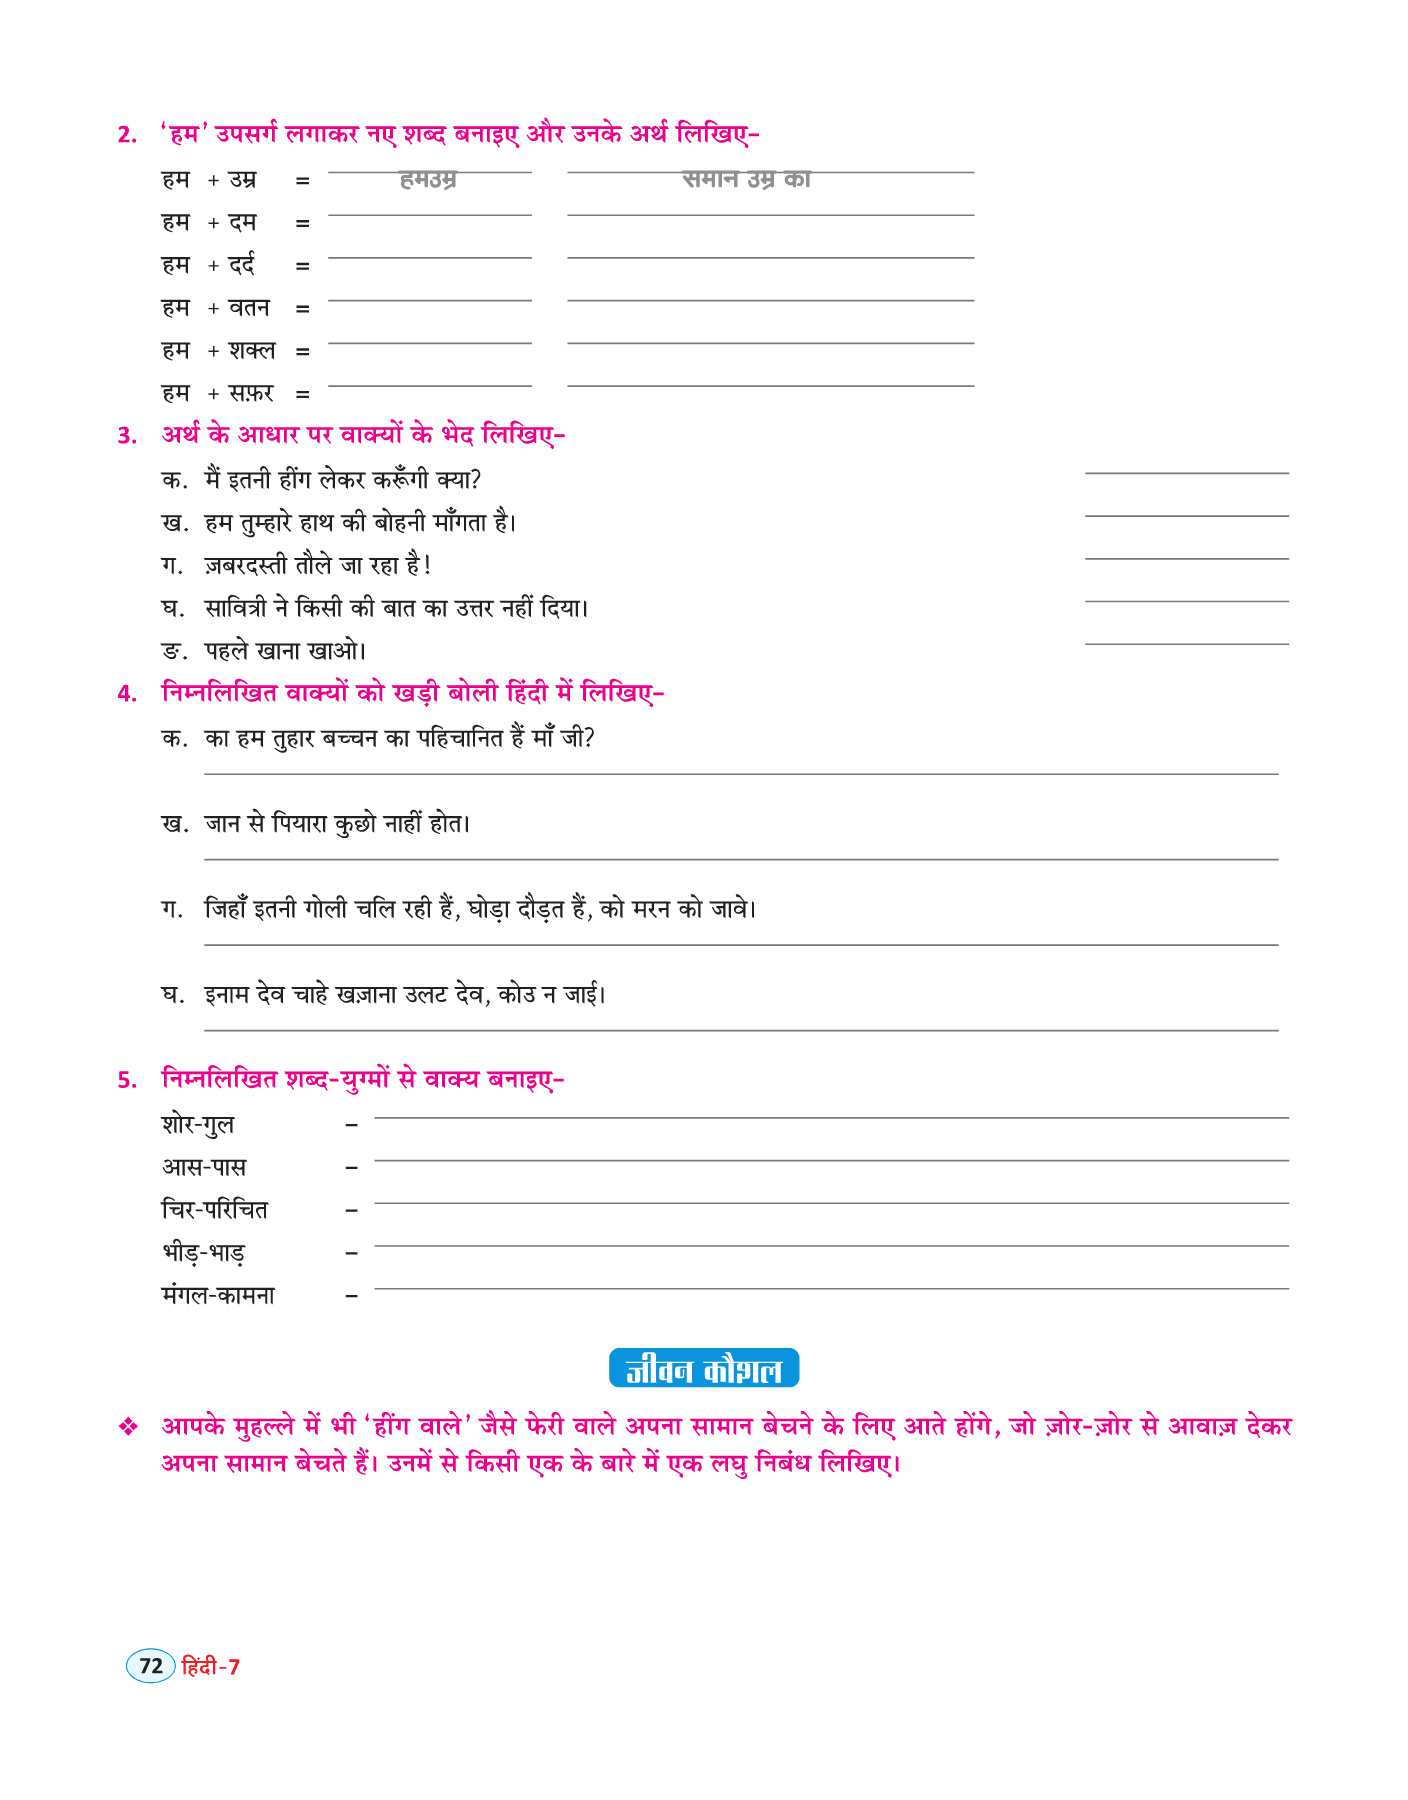 2. ‘हम’ उपसर्ग लगाकर नए शब्द बनाइए और उनके अर्थ लिखिए–
हम + उम्र = हमउम्र समान उम्र का
हम + दम =
हम + दर्द =
हम + वतन =
हम + शक्ल =
हम + सफ़र =
3. अर्थ के आधार पर वाक्यों के भेद लिखिए–
क. मैं इतनी हींग लेकर करूँगी क्या?
ख. हम तुम्हारे हाथ की बोहनी माँगता है।
ग. ज़बरदस्ती तौले जा रहा है!
घ. सावित्री ने किसी की बात का उत्तर नहीं दिया।
ङ. पहले खाना खाओ।
4. निम्नलिखित वाक्यों को खड़ी बोली हिंदी में लिखिए–
क. का हम तुहार बच्चन का पहिचानित हैं माँ जी?
ख. जान से पियारा कुछो नाहीं होत।
ग. जिहाँ इतनी गोली चलि रही हैं, घोड़ा दौड़त हैं, को मरन को जावे।
घ. इनाम देव चाहे खज़ाना उलट देव, कोउ न जाई।
5. निम्नलिखित शब्द-युग्मों से वाक्य बनाइए–
शोर-गुल –
आस-पास –
चिर-परिचित –
भीड़-भाड़ –
मंगल-कामना –
जीवन कौशल
❖ आपके मुहल्ले में भी ‘हींग वाले’ जैसे फेरी वाले अपना सामान बेचने के लिए आते होंगे, जो ज़ोर-ज़ोर से आवाज़ देकर
अपना सामान बेचते हैं। उनमें से किसी एक के बारे में एक लघु निबंध लिखिए।
72 हिंदी-7